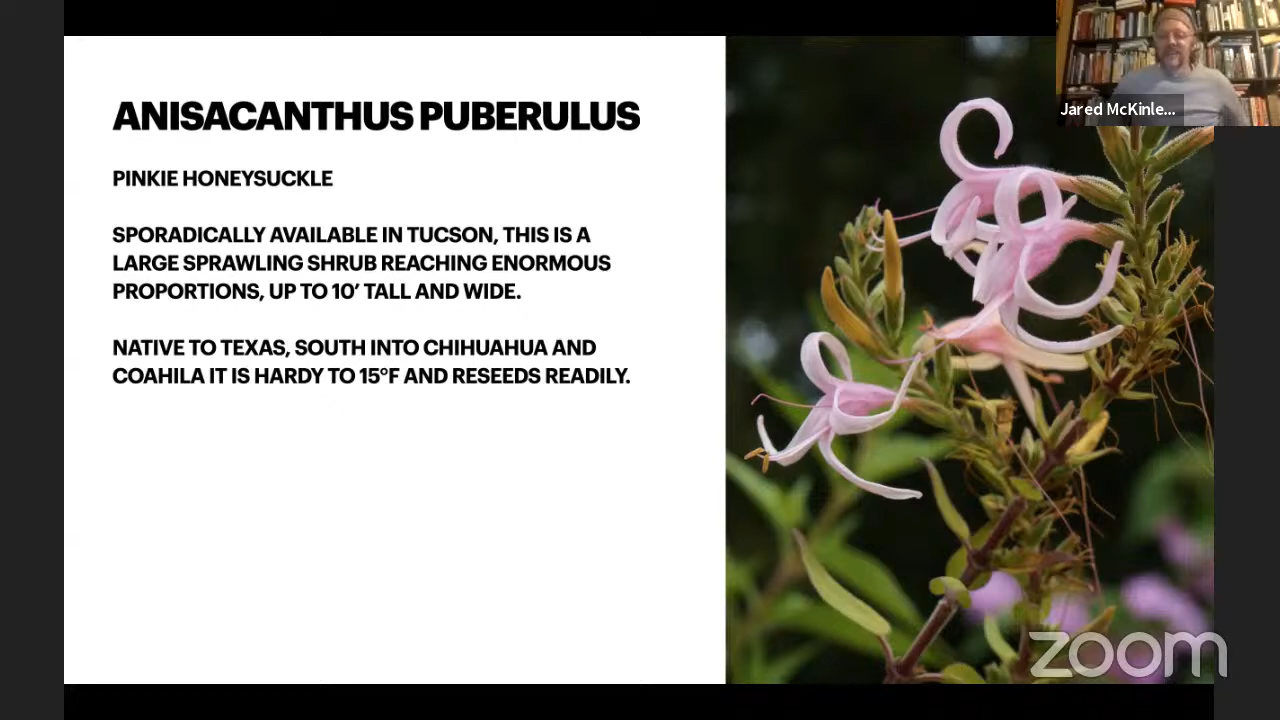 ANISACANTHUS PUBERULUS
PINKIE HONEYSUCKLE
SPORADICALLY AVAILABLE IN TUCSON, THIS IS A
LARGE SPRAWLING SHRUB REACHING ENORMOUS
PROPORTIONS, UP TO 10’ TALL AND WIDE.
NATIVE TO TEXAS, SOUTH INTO CHIHUAHUA AND
COAHILA IT IS HARDY TO 15°F AND RESEEDS READILY.
Jared McKinle...
zoom